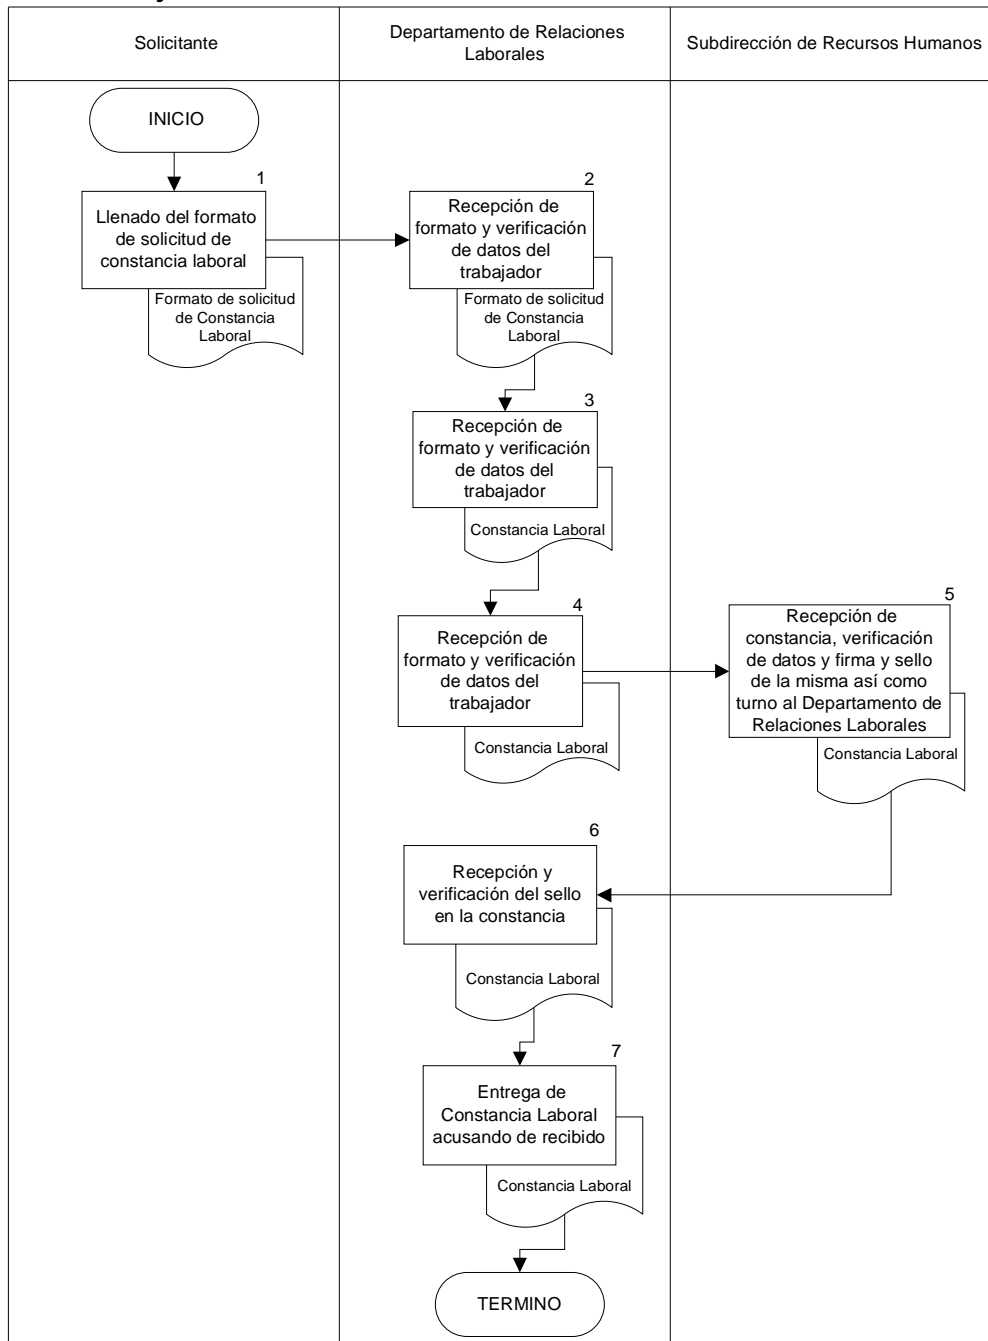 Solicitante
Departamento de Relaciones
Laborales
Subdirección de Recursos Humanos
INICIO
1
Llenado del formato
de solicitud de
constancia laboral
Formato de solicitud
de Constancia
Laboral
2
Recepción de
formato y verificación
de datos del
trabajador
Formato de solicitud
de Constancia
Laboral
3
Recepción de
formato y verificación
de datos del
trabajador
Constancia Laboral
4
Recepción de
formato y verificación
de datos del
trabajador
Constancia Laboral
5
Recepción de
constancia, verificación
de datos y firma y sello
de la misma así como
turno al Departamento de
Relaciones Laborales
Constancia Laboral
6
Recepción y
verificación del sello
en la constancia
Constancia Laboral
7
Entrega de
Constancia Laboral
acusando de recibido
Constancia Laboral
TERMINO